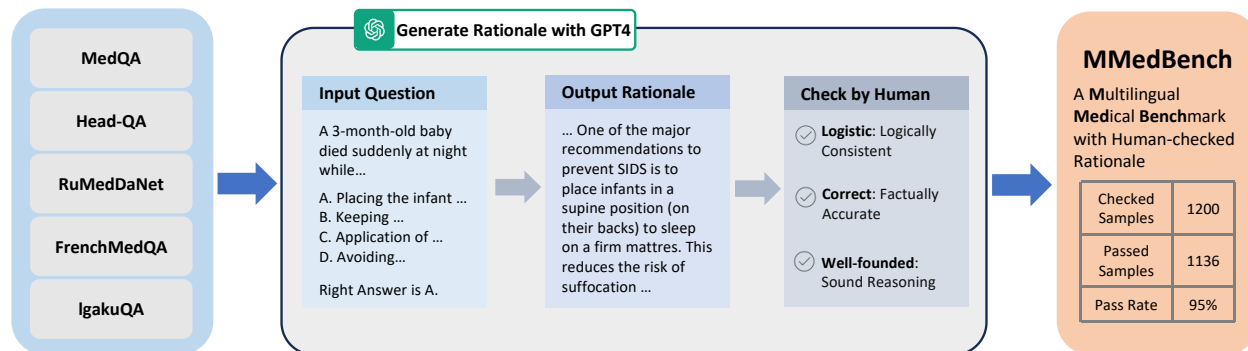 MedQA
Head-QA
RuMedDaNet
FrenchMedQA
IgakuQA
Generate Rationale with GPT4
Input Question
A 3-month-old baby
died suddenly at night
while...
A. Placing the infant ...
B. Keeping ...
C. Application of ...
D. Avoiding...
Right Answer is A.
Output Rationale
... One of the major
recommendations to
prevent SIDS is to
place infants in a
supine position (on
their backs) to sleep
on a firm mattres. This
reduces the risk of
suffocation ...
Check by Human
Logistic: Logically
Consistent
Correct: Factually
Accurate
Well-founded:
Sound Reasoning
MMedBench
A Multilingual
Medical Benchmark
with Human-checked
Rationale
Checked
Samples
1200
Passed
Samples
1136
Pass Rate
95%